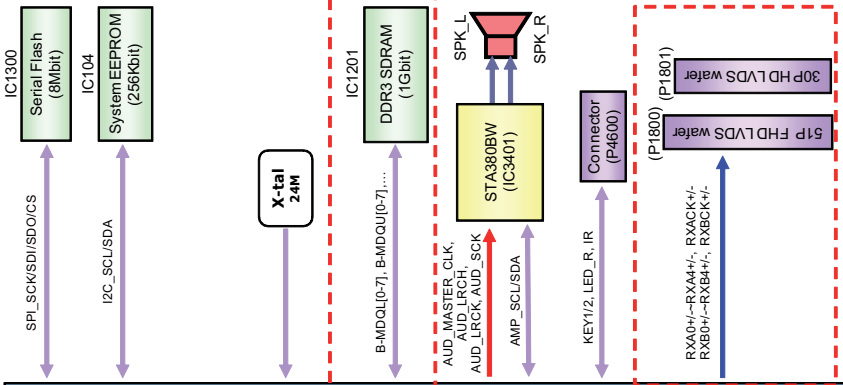 IC1300
Serial Flash
(8Mbit)
SPI_SCK/SDI/SDO/CS
IC104
System EEPROM
(256Kbit)
I2C_SCL/SDA
X-tal
24M
IC1201
DDR3 SDRAM
(1Gbit)
B-MDQL[0-7], B-MDQU[0-7],…
SPK_L
SPK_R
STA380BW
(IC3401)
AUD_MASTER_CLK,
AUD_LRCH,
AUD_LRCK, AUD_SCK
AMP_SCL/SDA
Connector
(P4600)
KEY1/2, LED_R, IR
(P1801)
30P HD LVDS wafer
(P1800)
51P FHD LVDS wafer
RXA0+/-~RXA4+/-, RXACK+/-
RXB0+/-~RXB4+/-, RXBCK+/-